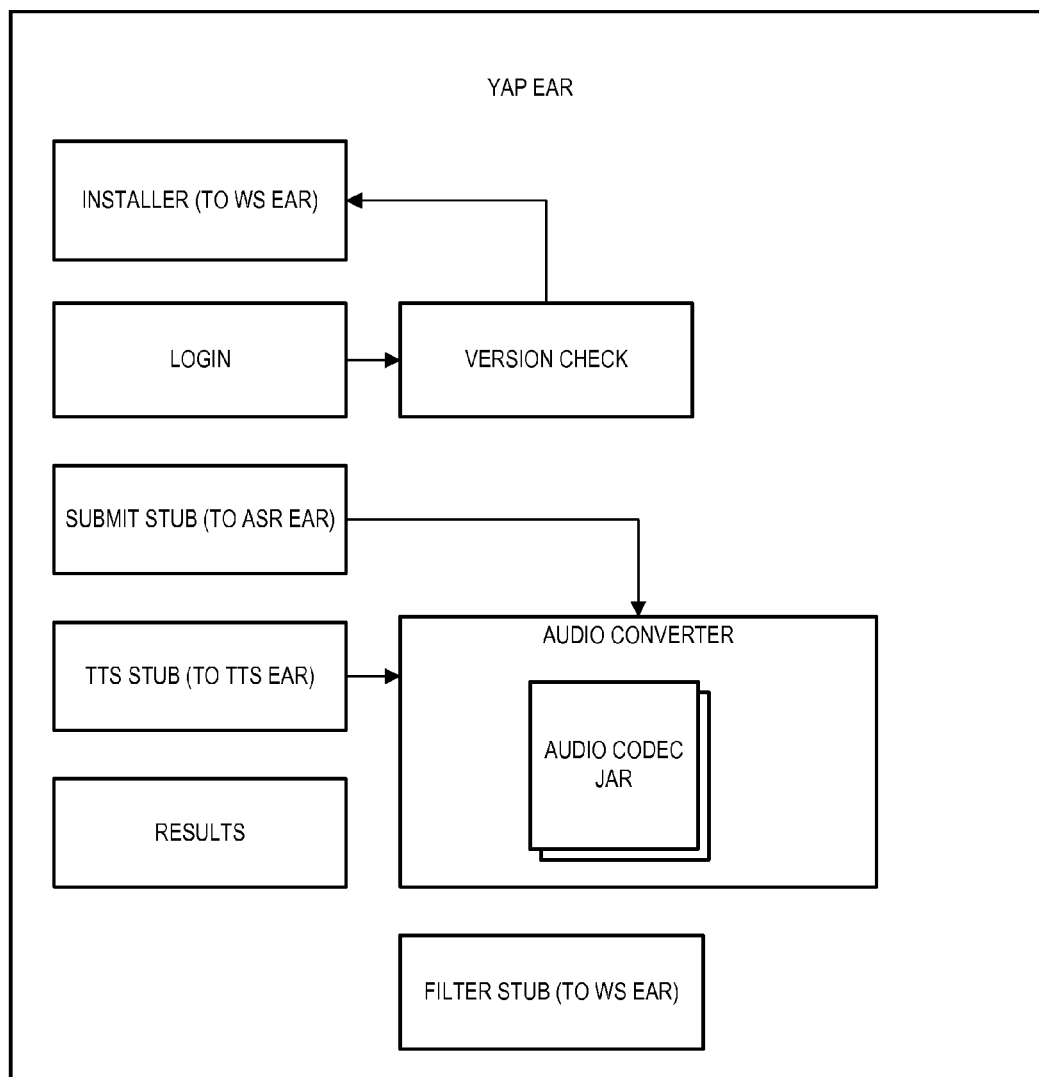 YAP EAR
INSTALLER (TO WS EAR)
LOGIN
VERSION CHECK
SUBMIT STUB (TO ASR EAR)
AUDIO CONVERTER
TTS STUB (TO TTS EAR)
AUDIO CODEC
JAR
RESULTS
FILTER STUB (TO WS EAR)